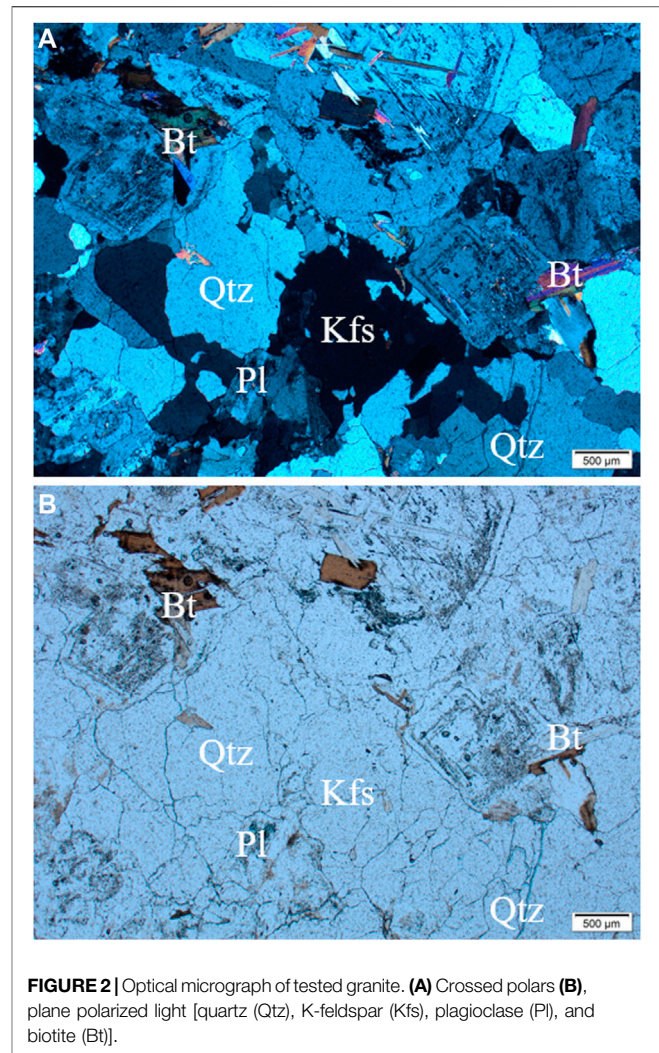 A
Bt
Qtz
Bt
Kfs
Pl
Qtz
500 µm
B
Bt
Qtz
Bt
Kfs
Pl
Qtz
500 µm
FIGURE 2 | Optical micrograph of tested granite. (A) Crossed polars (B),
plane polarized light [quartz (Qtz), K-feldspar (Kfs), plagioclase (Pl), and
biotite (Bt)].